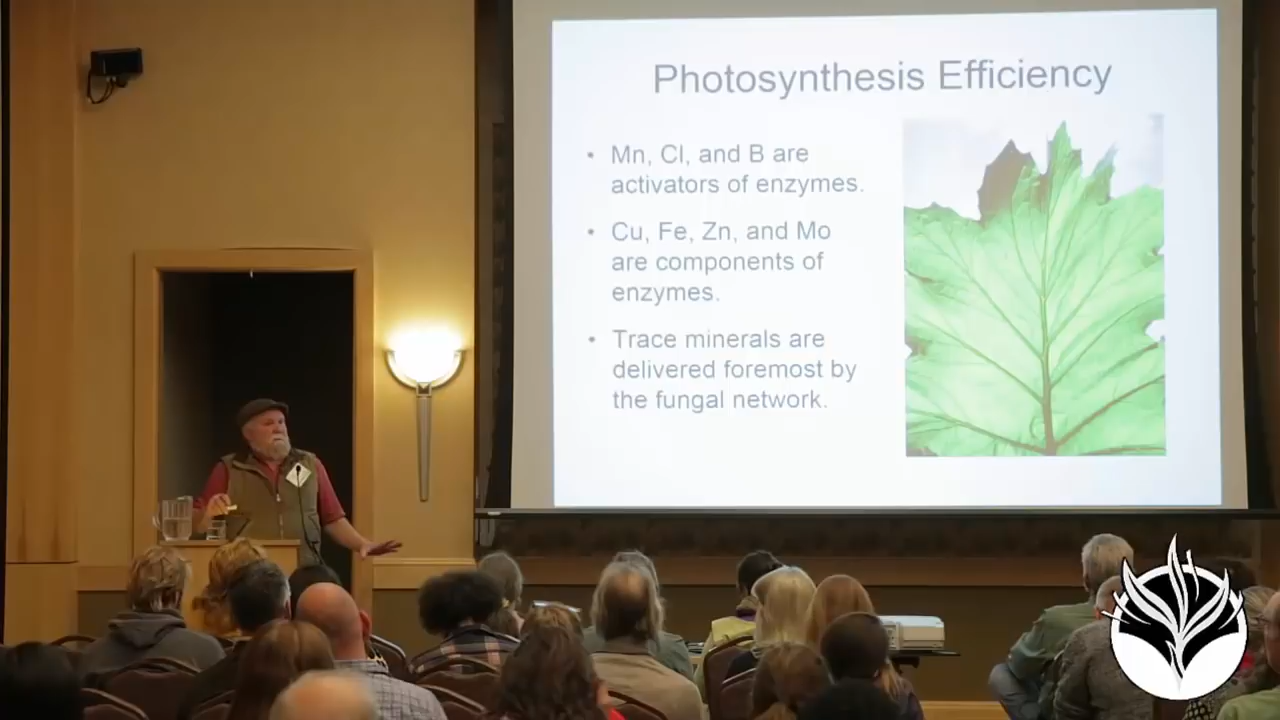 Photosynthesis Efficiency
• Mn, Cl, and B are
activators of enzymes.
• Cu, Fe, Zn, and Mo
are components of
enzymes.
• Trace minerals are
delivered foremost by
the fungal network.